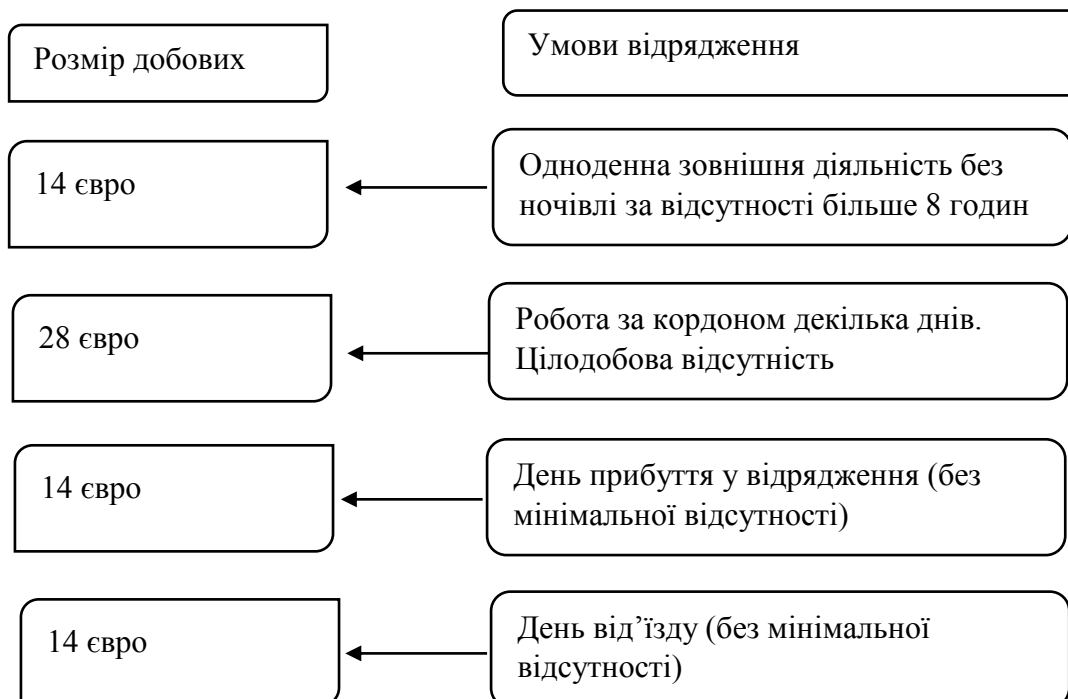 Розмір добових
Умови відрядження
14 євро
Одноденна зовнішня діяльність без
ночівлі за відсутності більше 8 годин
28 євро
Робота за кордоном декілька днів.
Цілодобова відсутність
14 євро
День прибуття у відрядження (без
мінімальної відсутності)
14 євро
День від’їзду (без мінімальної
відсутності)